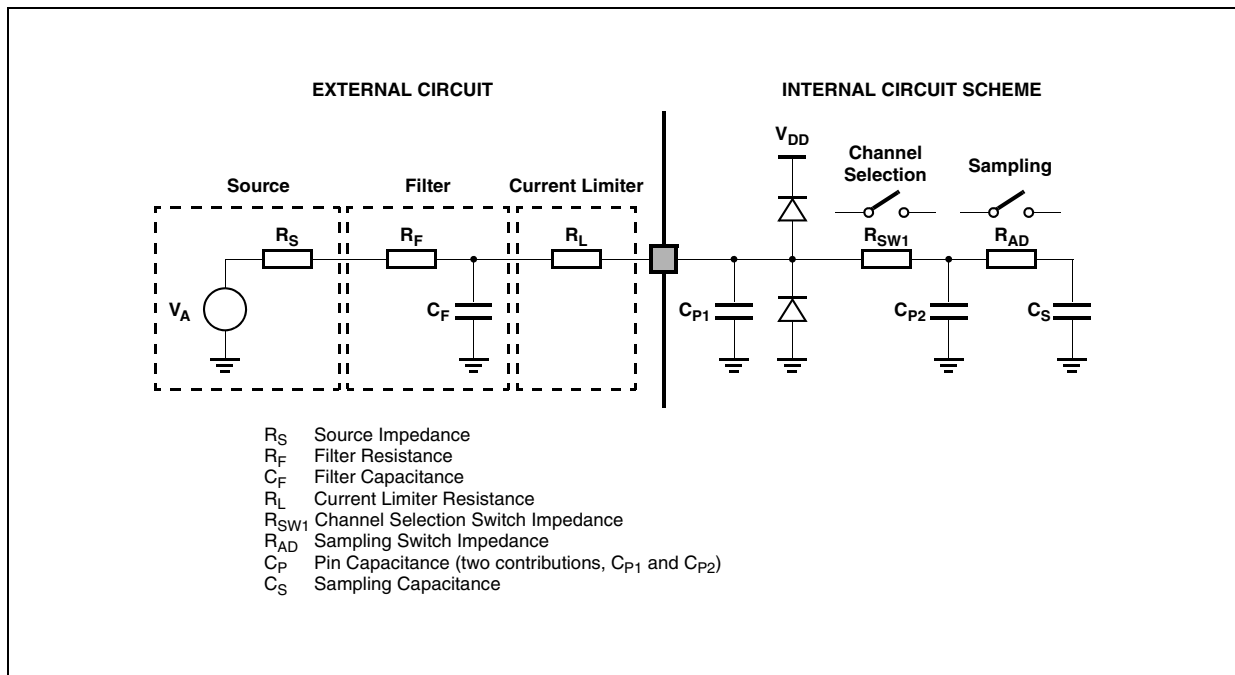 EXTERNAL CIRCUIT
INTERNAL CIRCUIT SCHEME
VDD
Channel
Selection
Sampling
Source
Filter
Current Limiter
RS
RF
RL
RSW1
RAD
VA
CF
CP1
CP2
CS
RS Source Impedance
RF Filter Resistance
CF Filter Capacitance
RL Current Limiter Resistance
RSW1 Channel Selection Switch Impedance
RAD Sampling Switch Impedance
CP Pin Capacitance (two contributions, CP1 and CP2)
CS Sampling Capacitance